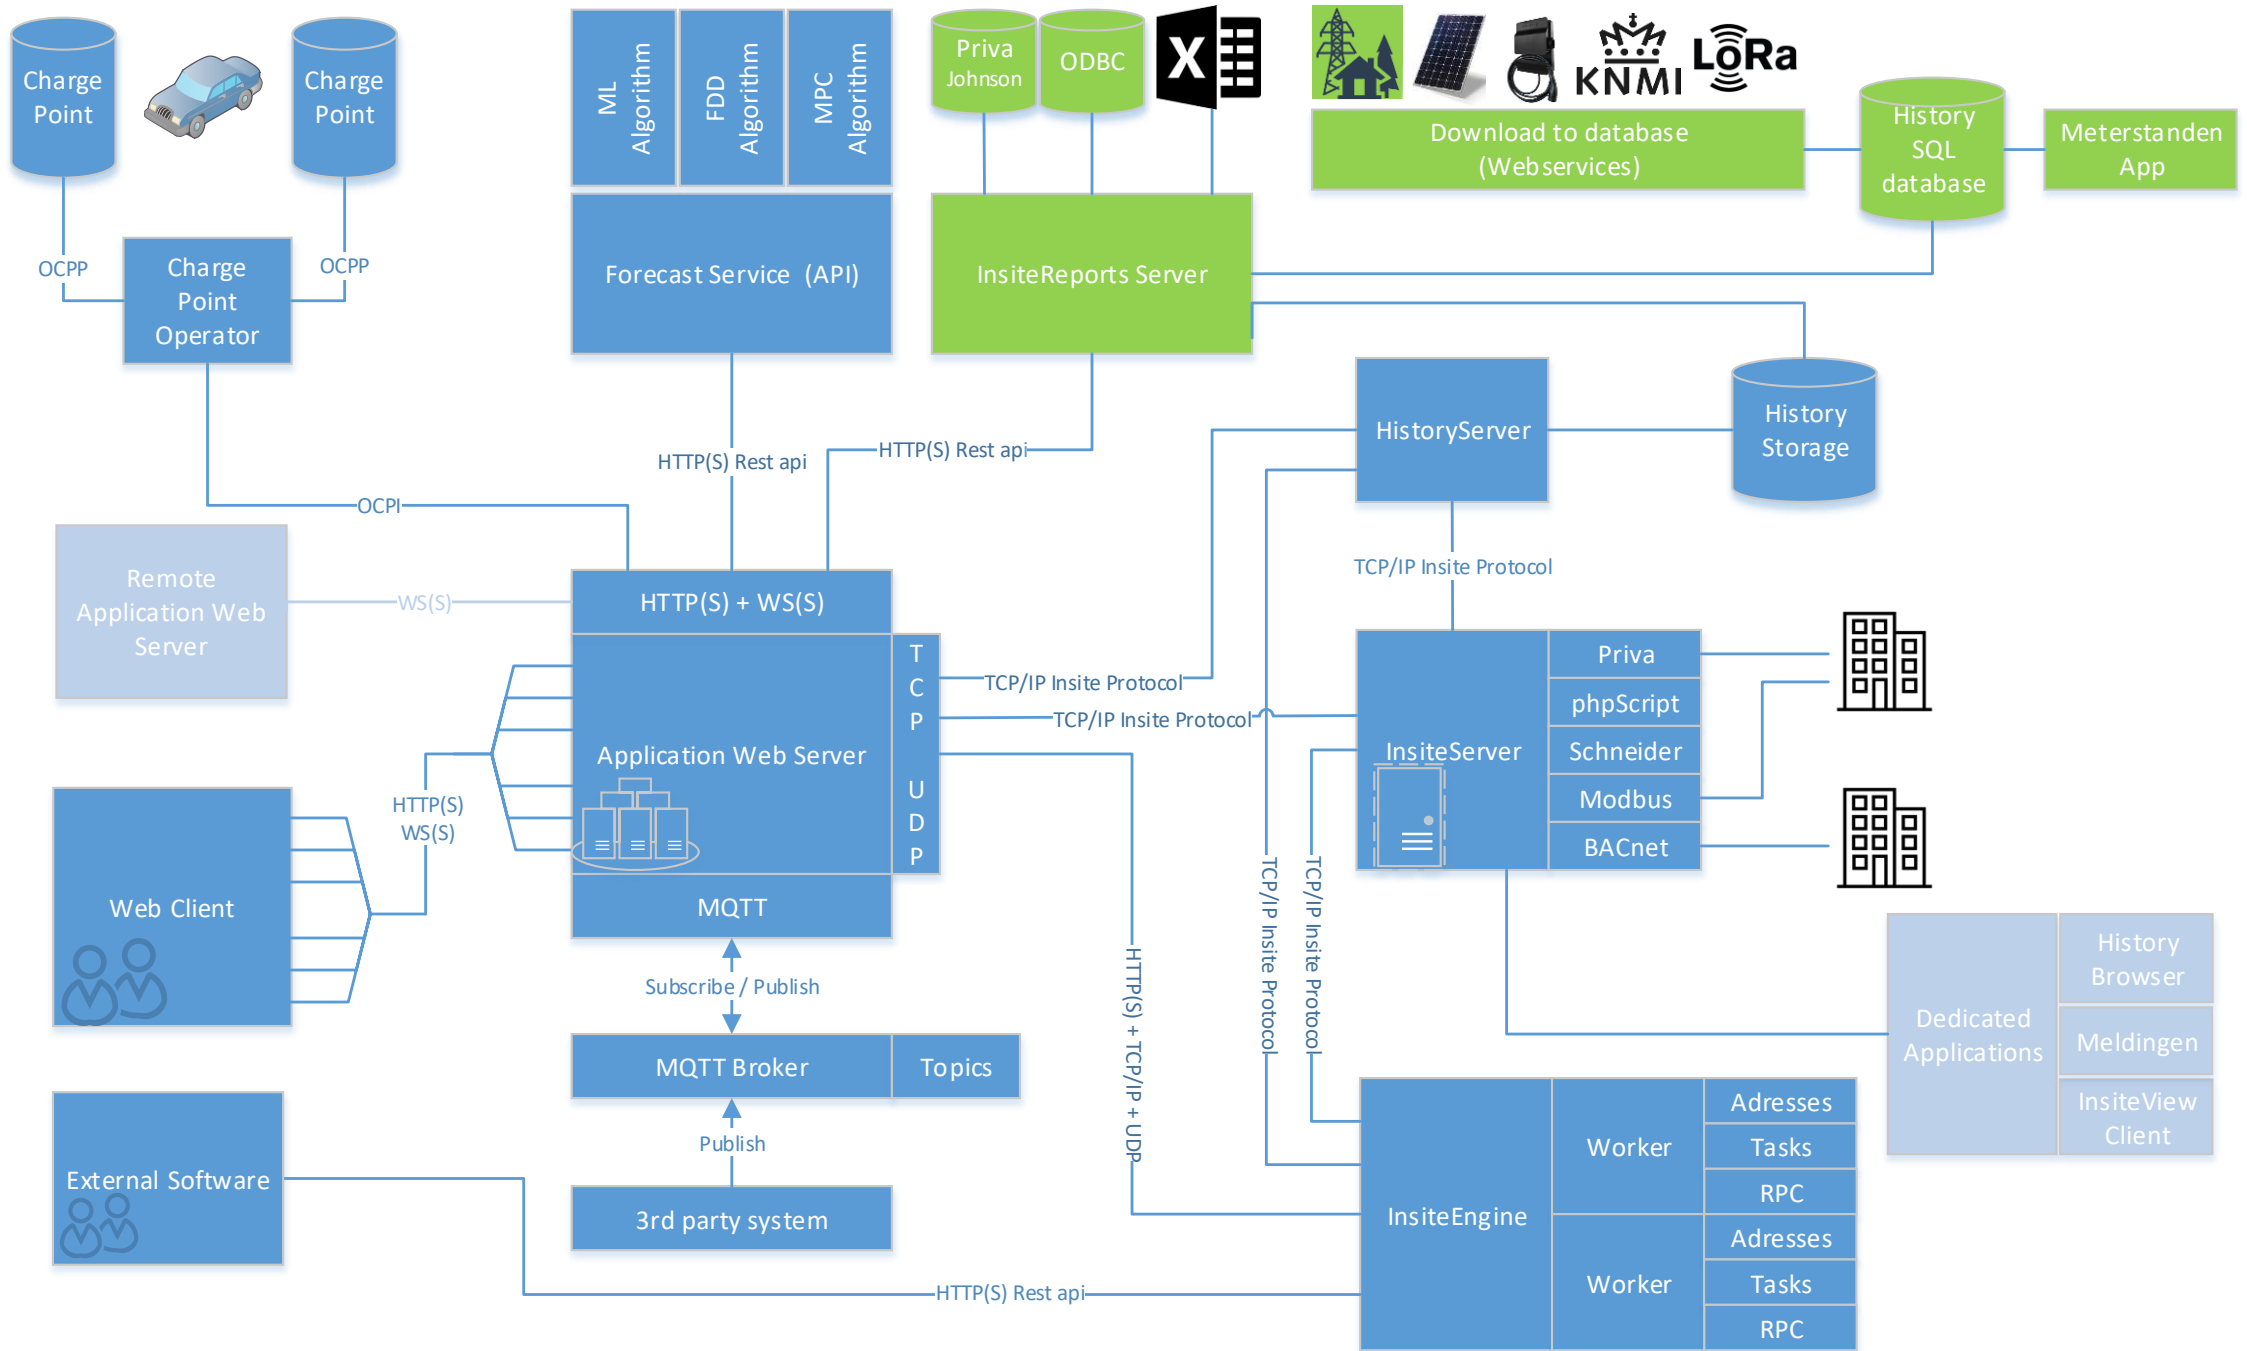 Charge
Point
Charge
Point
OCPP
OCPP
Charge
Point
Operator
OCPI
ML
Algorithm
FDD
Algorithm
MPC
Algorithm
Forecast Service (API)
HTTP(S) Rest api
Priva
Johnson
ODBC
X
InsiteReports Server
HTTP(S) Rest api
KNMI
LoRa
Download to database
(Webservices)
History
SQL
database
Meterstanden
App
HistoryServer
History
Storage
TCP/IP Insite Protocol
Remote
Application Web
Server
WS(S)
HTTP(S) + WS(S)
Application Web Server
TCP
UDP
MQTT
TCP/IP Insite Protocol
TCP/IP Insite Protocol
InsiteServer
Priva
phpScript
Schneider
Modbus
BACnet
HTTP(S)
WS(S)
Web Client
Subscribe / Publish
MQTT Broker
Topics
Publish
3rd party system
External Software
HTTP(S) Rest api
HTTP(S) + TCP/IP + UDP
TCP/IP Insite Protocol
TCP/IP Insite Protocol
Dedicated
Applications
History
Browser
Meldingen
InsiteView
Client
InsiteEngine
Worker
Adresses
Tasks
RPC
Worker
Adresses
Tasks
RPC